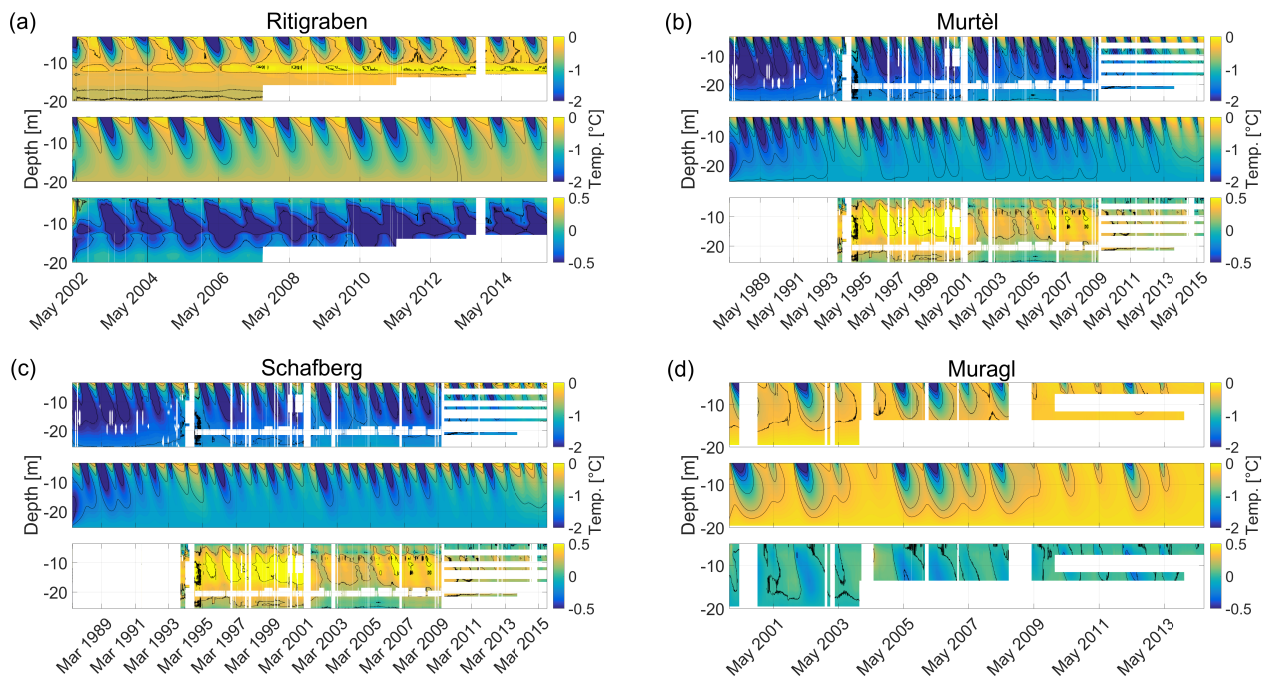 (a) Ritigraben
Depth [m]
-10
-20
-10
-20
-10
-20
0
-1
-2
0
-1
-2
0.5
0
-0.5
Temp. [°C]
May 2002
May 2004
May 2006
May 2008
May 2010
May 2012
May 2014
(b) Murtèl
Depth [m]
-10
-20
-10
-20
-10
-20
0
-1
-2
0
-1
-2
0.5
0
-0.5
Temp. [°C]
May 1989
May 1991
May 1993
May 1995
May 1997
May 1999
May 2001
May 2003
May 2005
May 2007
May 2009
May 2011
May 2013
May 2015
(c) Schafberg
Depth [m]
-10
-20
-10
-20
-10
-20
0
-1
-2
0
-1
-2
0.5
0
-0.5
Temp. [°C]
Mar 1989
Mar 1991
Mar 1993
Mar 1995
Mar 1997
Mar 1999
Mar 2001
Mar 2003
Mar 2005
Mar 2007
Mar 2009
Mar 2011
Mar 2013
Mar 2015
(d) Muragl
Depth [m]
-10
-20
-10
-20
-10
-20
0
-1
-2
0
-1
-2
0.5
0
-0.5
Temp. [°C]
May 2001
May 2003
May 2005
May 2007
May 2009
May 2011
May 2013